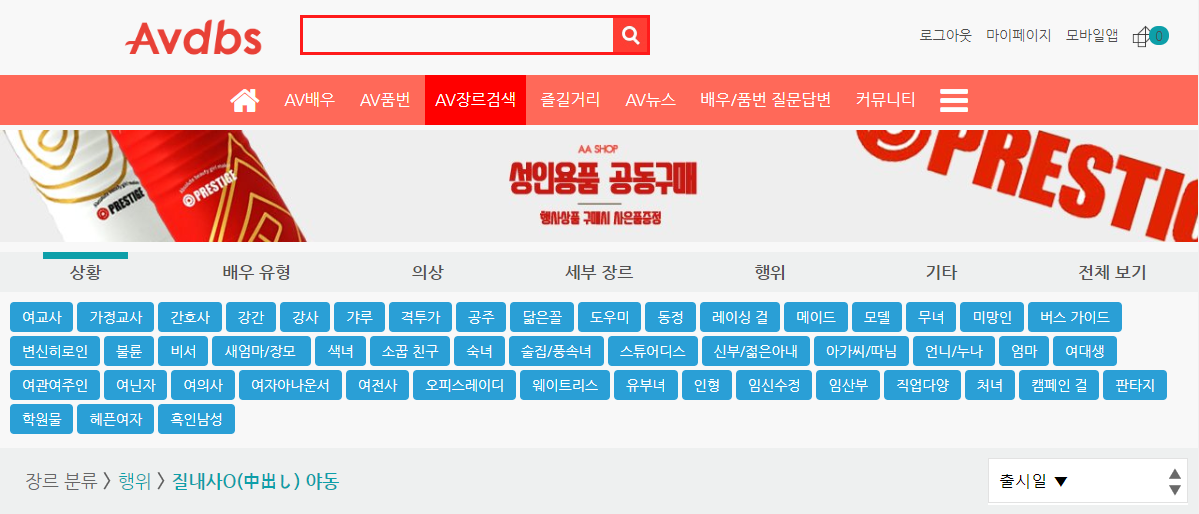 Avdbs
로그아웃 마이페이지 모바일앱 0
AV배우 AV품번 AV장르검색 즐길거리 AV뉴스 배우/품번 질문답변 커뮤니티
PRESTIGE
PRESTIGE
AA SHOP
성인용품 공동구매
행사상품 구매시 사은품증정
PRESTIG
상황 배우 유형 의상 세부 장르 행위 기타 전체 보기
여교사 가정교사 간호사 강간 강사 갸루 격투가 공주 닮은꼴 도우미 동정 레이싱 걸 메이드 모델 무녀 미망인 버스 가이드
변신히로인 불륜 비서 새엄마/장모 색녀 소꿉 친구 숙녀 술집/풍속녀 스튜어디스 신부/젊은아내 아가씨/따님 언니/누나 엄마 여대생
여관여주인 여닌자 여의사 여자아나운서 여전사 오피스레이디 웨이트리스 유부녀 인형 임신수정 임산부 직업다양 처녀 캠페인 걸 판타지
학원물 헤픈여자 흑인남성
장르 분류 > 행위 > 질내사O(中出し) 야동
출시일 ▼